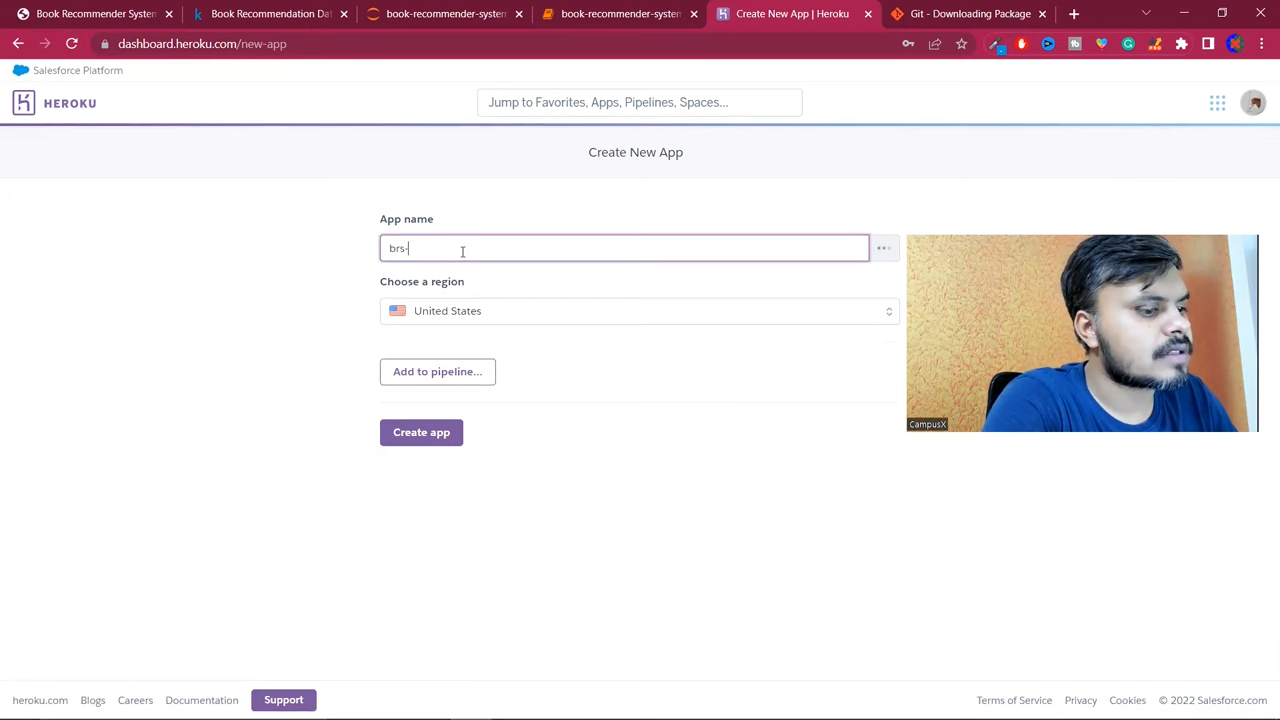 Book Recommender System
Book Recommendation Dat
book-recommender-system
book-recommender-system
Create New App | Heroku
Git - Downloading Package
dashboard.heroku.com/new-app
Salesforce Platform
HEROKU
Jump to Favorites, Apps, Pipelines, Spaces...
Create New App
App name
brs-
Choose a region
United States
Add to pipeline...
Create app
CampusX
heroku.com
Blogs
Careers
Documentation
Support
Terms of Service
Privacy
Cookies
© 2022 Salesforce.com